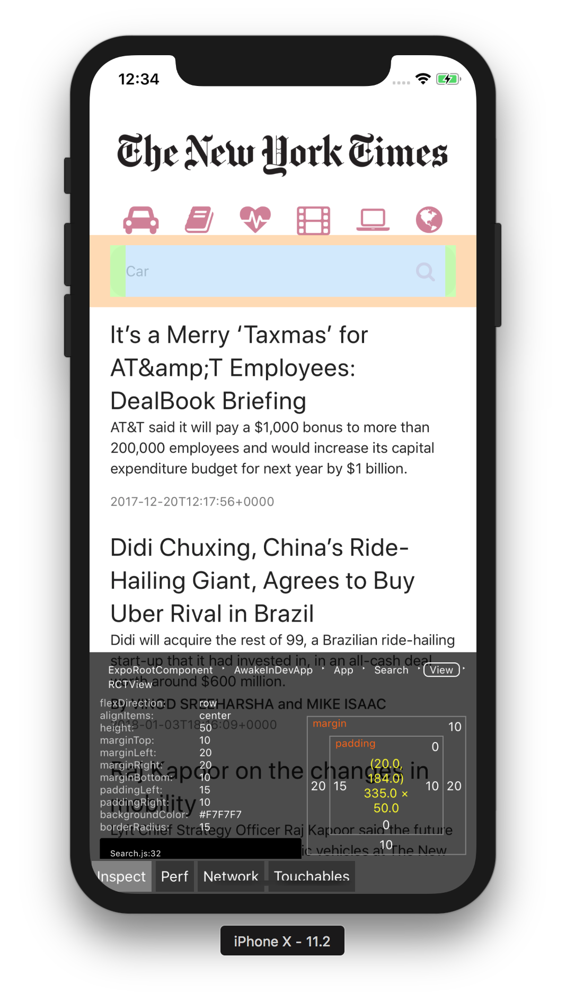 12:34
The New York Times
Car
It’s a Merry ‘Taxmas’ for
AT&amp;T Employees:
DealBook Briefing
AT&T said it will pay a $1,000 bonus to more than
200,000 employees and would increase its capital
expenditure budget for next year by $1 billion.
2017-12-20T12:17:56+0000
Didi Chuxing, China’s Ride-
Hailing Giant, Agrees to Buy
Uber Rival in Brazil
Didi will acquire the rest of 99, a Brazilian ride-hailing
start-up that it had invested in, in an all-cash deal
worth around $600 million.
By VINOD SREEHARSHA and MIKE ISAAC
2018-01-03T18:16:09+0000
Raj Kapoor on the changes in
mobility
Lyft Chief Strategy Officer Raj Kapoor said the future
vehicles at The New
ExpoRootComponent ‣ AwakeInDevApp ‣ App ‣ Search ‣ View ‣
RCTView
flexDirection: row
alignItems: center
height: 50
marginTop: 10
marginLeft: 20
marginRight: 20
marginBottom: 10
paddingLeft: 15
paddingRight: 10
backgroundColor: #F7F7F7
borderRadius: 15
margin 10
padding 0
20 15
(20.0,
184.0)
335.0 ×
50.0
10 20
0
10
Search.js:32
Inspect Perf Network Touchables
iPhone X - 11.2